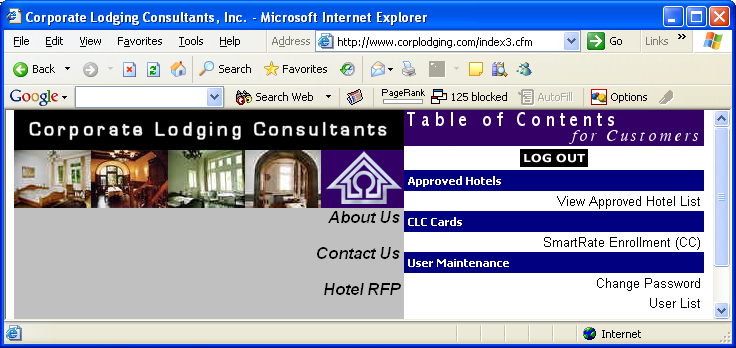 Corporate Lodging Consultants, Inc. - Microsoft Internet Explorer
File Edit View Favorites Tools Help Address http://www.corplodging.com/index3.cfm Go Links »
Back Search Favorites
Google Search Web PageRank 125 blocked AutoFill Options
Corporate Lodging Consultants
Table of Contents
for Customers
LOG OUT
Approved Hotels
View Approved Hotel List
CLC Cards
SmartRate Enrollment (CC)
User Maintenance
Change Password
User List
About Us
Contact Us
Hotel RFP
Internet